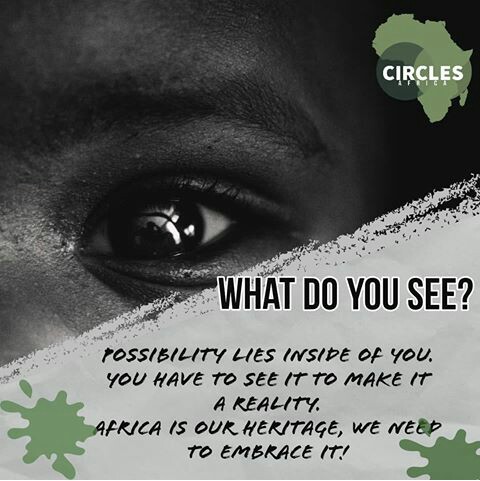 CIRCLES
AFRICA
WHAT DO YOU SEE?
POSSIBILITY LIES INSIDE OF YOU.
YOU HAVE TO SEE IT TO MAKE IT
A REALITY.
AFRICA IS OUR HERITAGE, WE NEED
TO EMBRACE IT!